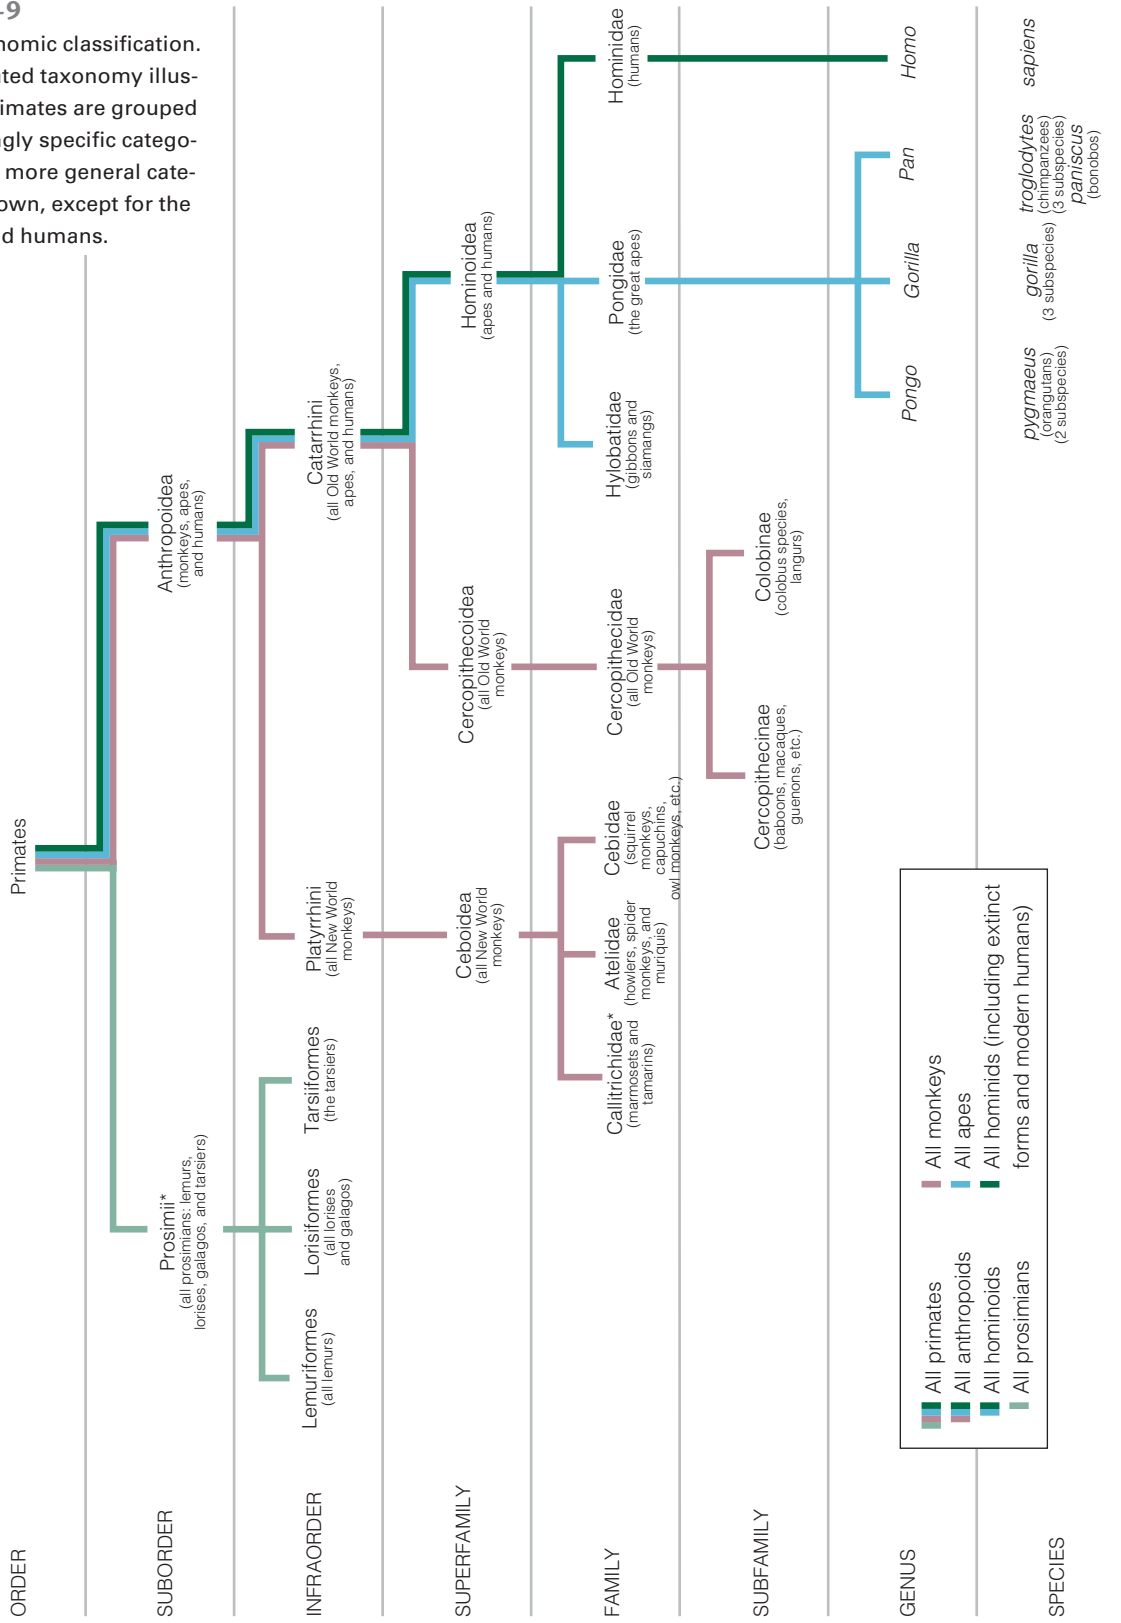 -9
nomic classification.
ted taxonomy illus-
imates are grouped
gly specific catego-
more general cate-
own, except for the
d humans.
ORDER
Primates
SUBORDER
Prosimii*
(all prosimians: lemurs,
lorises, galagos, and tarsiers)
Anthropoidea
(monkeys, apes,
and humans)
INFRAORDER
Lemuriformes
(all lemurs)
Lorisiformes
(all lorises
and galagos)
Tarsiiformes
(the tarsiers)
Platyrrhini
(all New World
monkeys)
Catarrhini
(all Old World monkeys,
apes, and humans)
SUPERFAMILY
Ceboidea
(all New World
monkeys)
Cercopithecoidea
(all Old World
monkeys)
Hominoidea
(apes and humans)
FAMILY
Callitrichidae*
(marmosets and
tamarins)
Atelidae
(howlers, spider
monkeys, and
muriquis)
Cebidae
(squirrel
monkeys,
capuchins,
owl monkeys, etc.)
Cercopithecidae
(all Old World
monkeys)
Hylobatidae
(gibbons and
siamangs)
Pongidae
(the great apes)
Hominidae
(humans)
SUBFAMILY
Cercopithecinae
(baboons, macaques,
guenons, etc.)
Colobinae
(colobus species,
langurs)
GENUS
Pongo
Gorilla
Pan
Homo
SPECIES
pygmaeus
(orangutans)
(2 subspecies)
gorilla
(3 subspecies)
troglodytes
(chimpanzees)
(3 subspecies)
paniscus
(bonobos)
sapiens
All primates
All anthropoids
All hominoids
All prosimians
All monkeys
All apes
All hominids (including extinct
forms and modern humans)